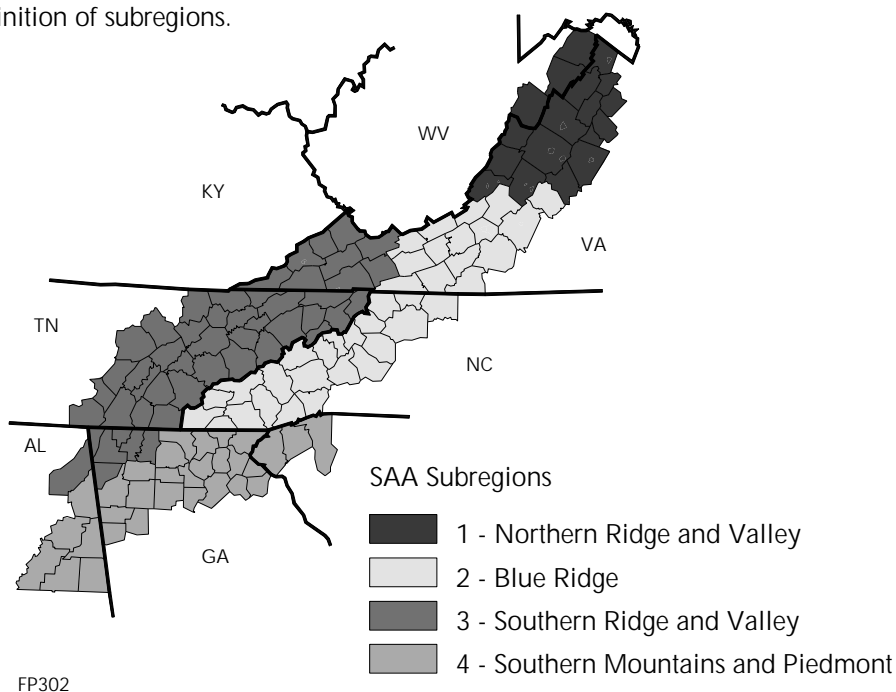 inition of subregions.
WV
KY
VA
TN
NC
AL
SAA Subregions
1 - Northern Ridge and Valley
GA
2 - Blue Ridge
3 - Southern Ridge and Valley
4 - Southern Mountains and Piedmont
FP302